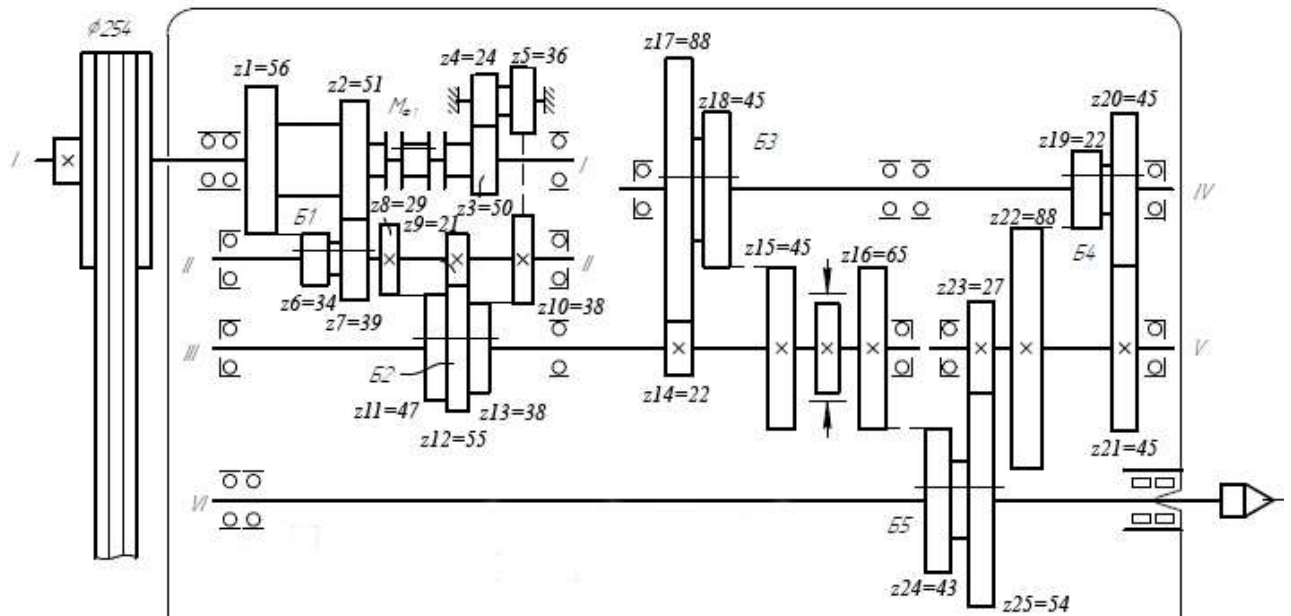 ϕ254
z1=56
z2=51
Мφ1
z4=24
z5=36
z17=88
z18=45
Б3
z20=45
z19=22
I
I
IV
Б1
z8=29
z9=21
z3=50
z22=88
Б4
II
II
z15=45
z16=65
z23=27
z6=34
z7=39
z10=38
III
V
Б2
z11=47
z13=38
z12=55
z14=22
z21=45
VI
Б5
z24=43
z25=54